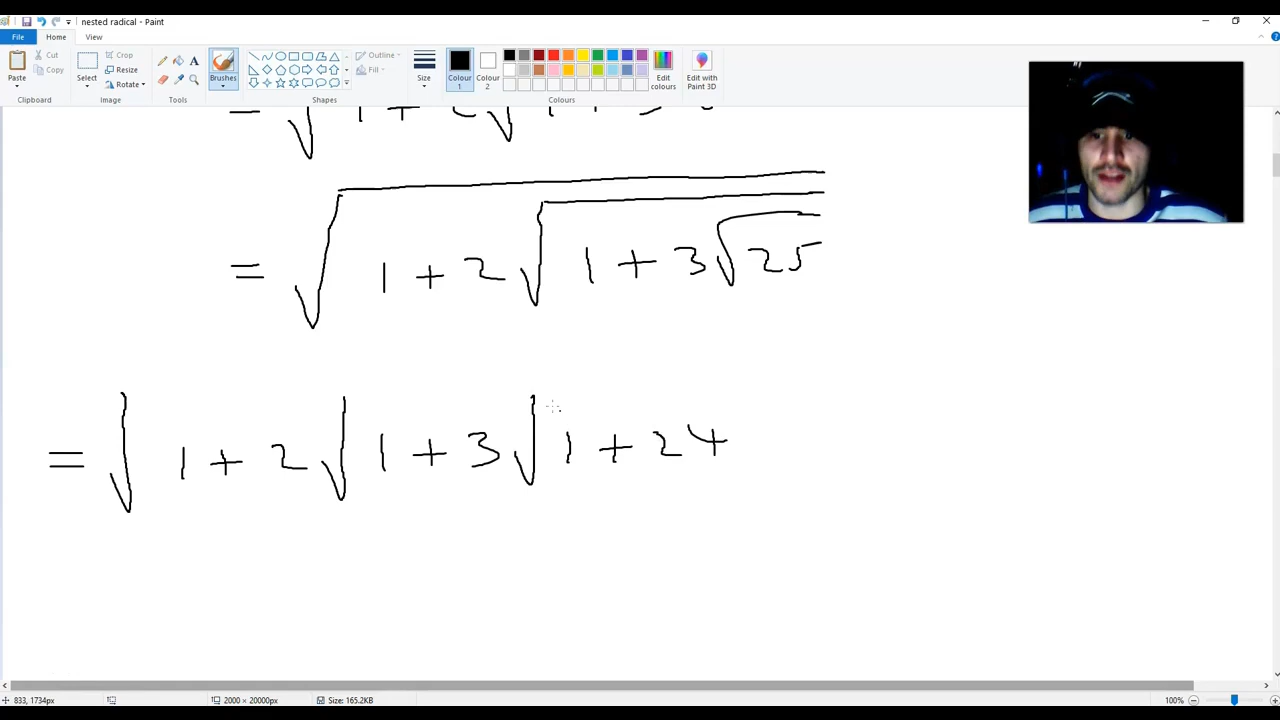 nested radical - Paint
File Home View
Paste Cut Copy Clipboard
Select Crop Resize Rotate Image
Tools
Brushes
Outline Fill Shapes
Size
Colour 1 Colour 2 Edit colours Edit with Paint 3D Colours
= √1 + 2√1 + 3√25
= √1 + 2√1 + 3√1 + 24
833, 1734px 2000 × 20000px Size: 165.2KB 100%